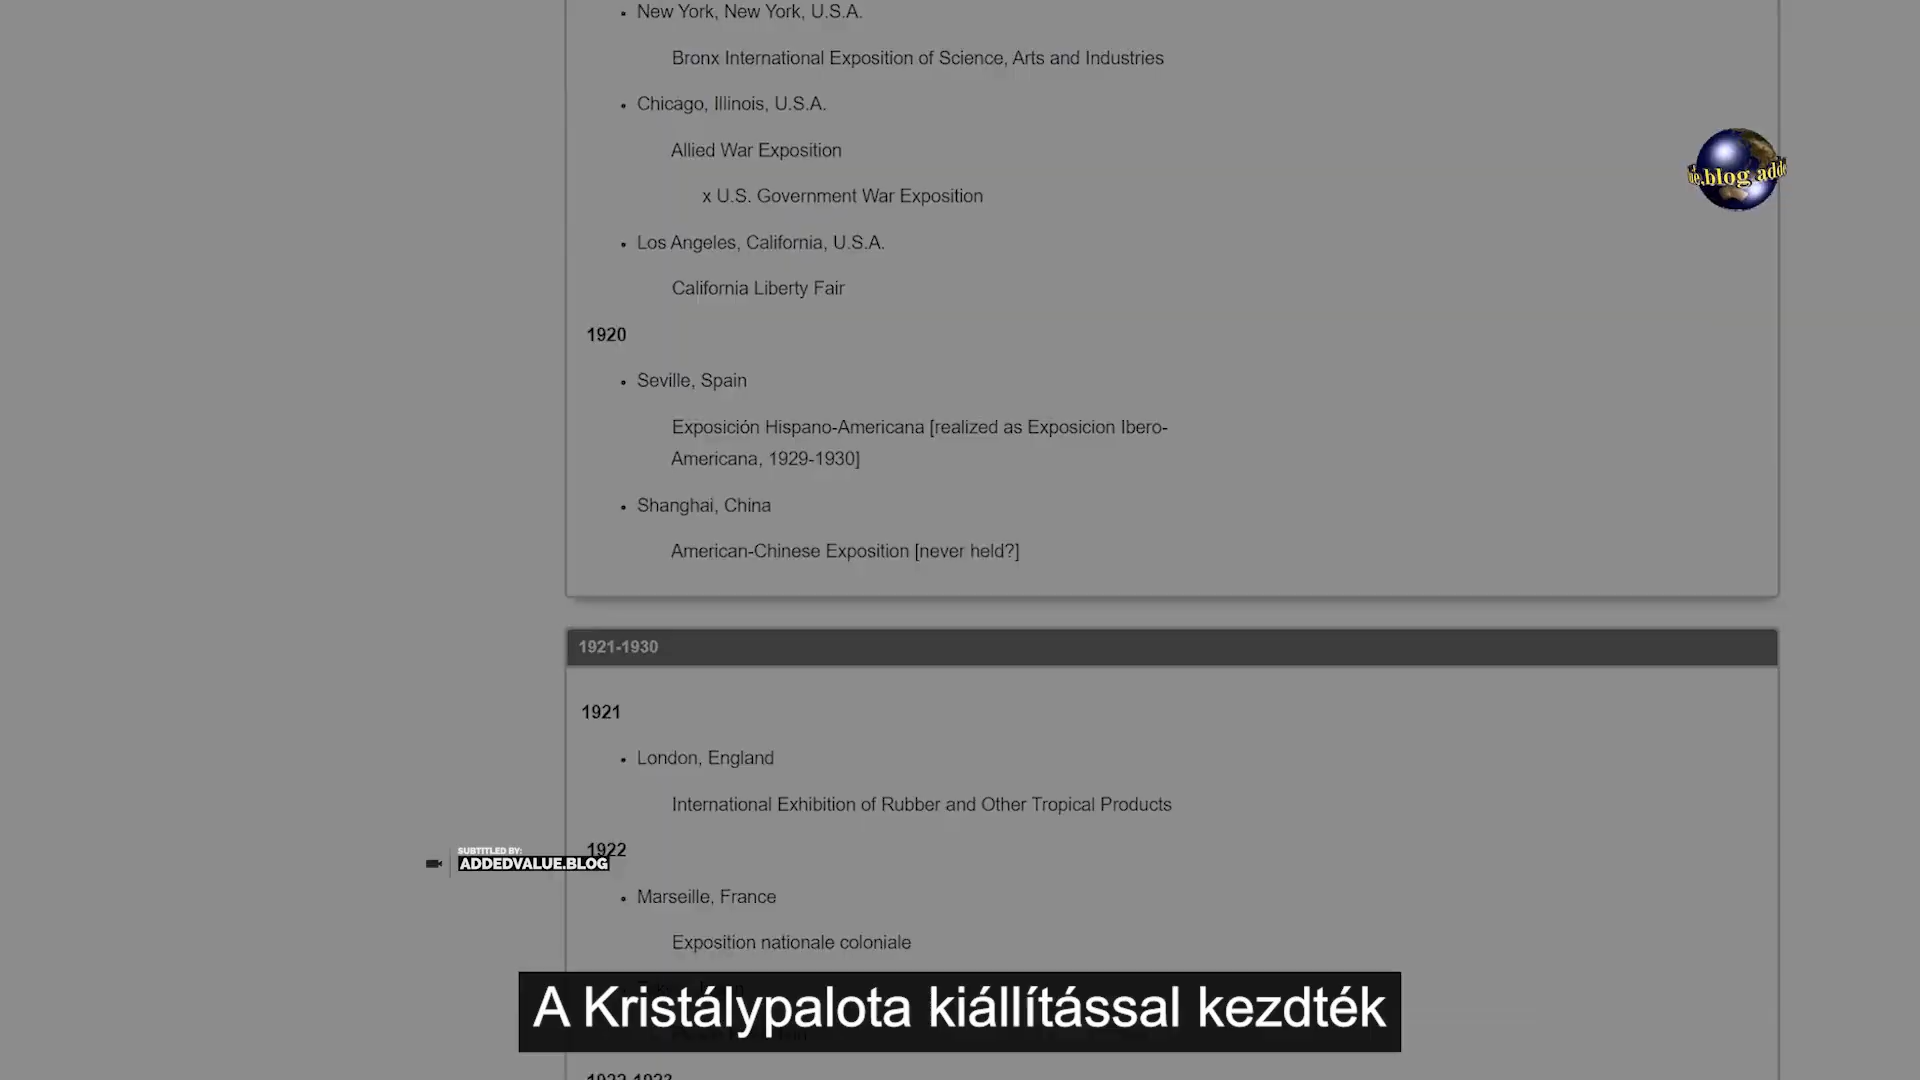 New York, New York, U.S.A.
Bronx International Exposition of Science, Arts and Industries
Chicago, Illinois, U.S.A.
Allied War Exposition
x U.S. Government War Exposition
Los Angeles, California, U.S.A.
California Liberty Fair
1920
Seville, Spain
Exposición Hispano-Americana [realized as Exposicion Ibero-
Americana, 1929-1930]
Shanghai, China
American-Chinese Exposition [never held?]
1921-1930
1921
London, England
International Exhibition of Rubber and Other Tropical Products
1922
Marseille, France
Exposition nationale coloniale
1922-1923
.blog
SUBTITLED BY:
ADDEDVALUE.BLOG
A Kristálypalota kiállítással kezdték